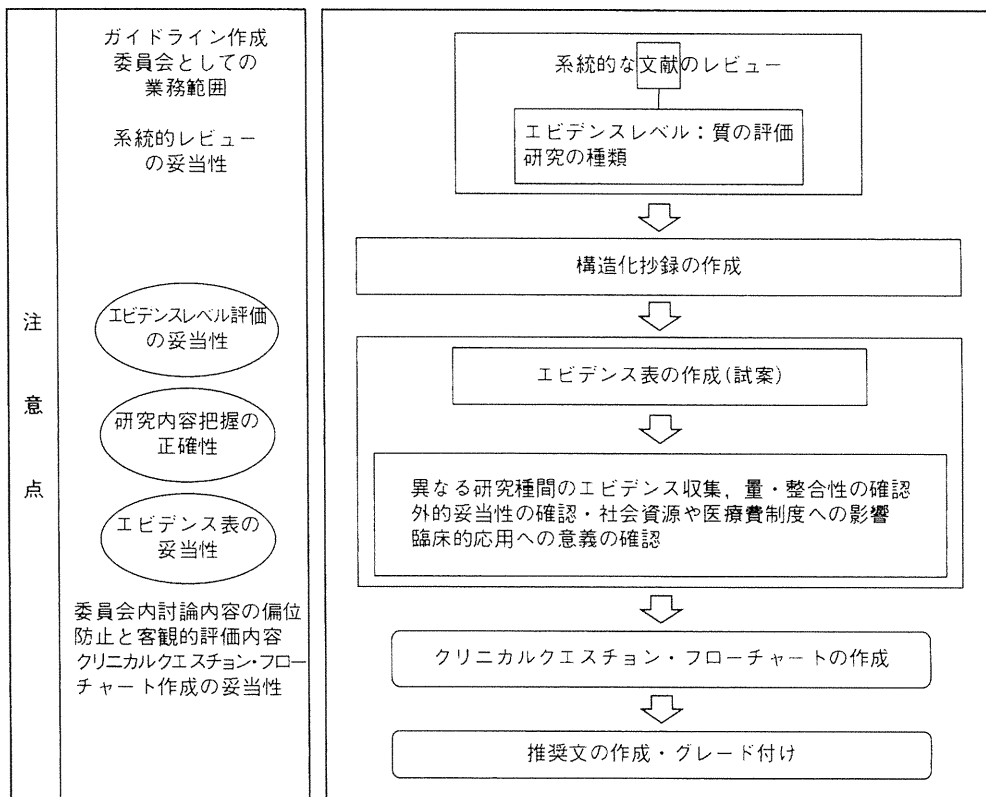 注意点
ガイドライン作成
委員会としての
業務範囲
系統的レビュー
の妥当性
エビデンスレベル評価
の妥当性
研究内容把握の
正確性
エビデンス表の
妥当性
委員会内討論内容の偏位
防止と客観的評価内容
クリニカルクエスチョン・フロー
チャート作成の妥当性
系統的な文献のレビュー
エビデンスレベル：質の評価
研究の種類
構造化抄録の作成
エビデンス表の作成(試案)
異なる研究種間のエビデンス収集，量・整合性の確認
外的妥当性の確認・社会資源や医療費制度への影響
臨床的応用への意義の確認
クリニカルクエスチョン・フローチャートの作成
推奨文の作成・グレード付け